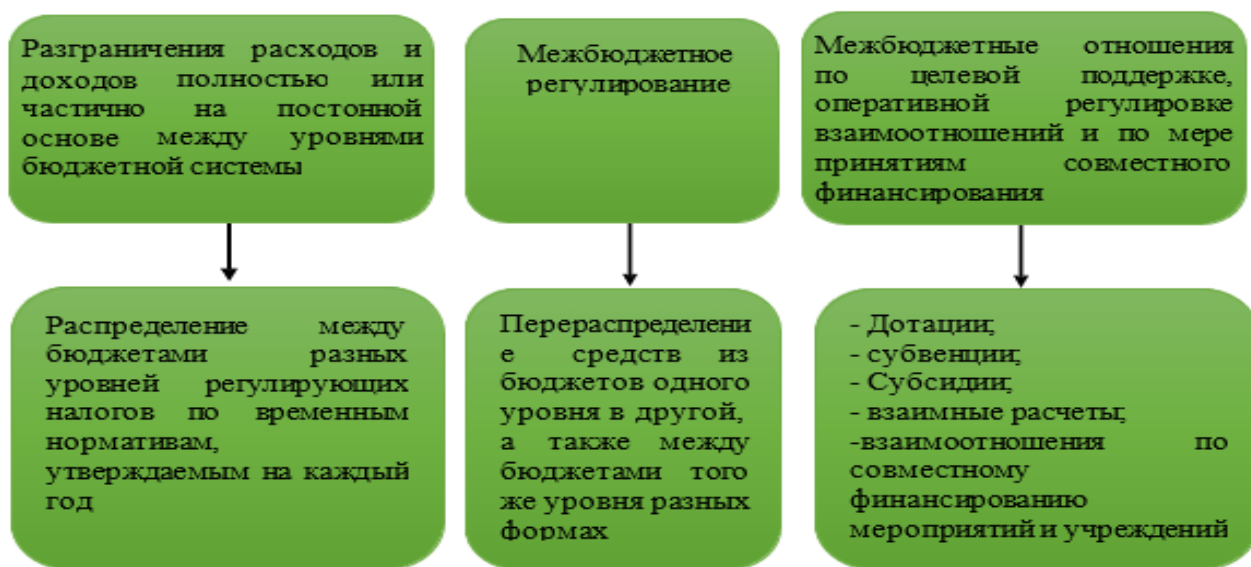 Разграничения расходов и
доходов полностью или
частично на постонной
основе между уровнями
бюджетной системы
Межбюджетное
регулирование
Межбюджетные отношения
по целевой поддержке,
оперативной регулировке
взаимоотношений и по мере
принятиям совместного
финансирования
Распределение между
бюджетами разных
уровней регулирующих
налогов по временным
нормативам,
утверждаемым на каждый
год
Перераспределени
е средств из
бюджетов одного
уровня в другой,
а также между
бюджетами того
же уровня разных
формах
- Дотации;
- субвенции;
- Субсидии;
- взаимные расчеты;
-взаимоотношения по
совместному
финансированию
мероприятий и учреждений